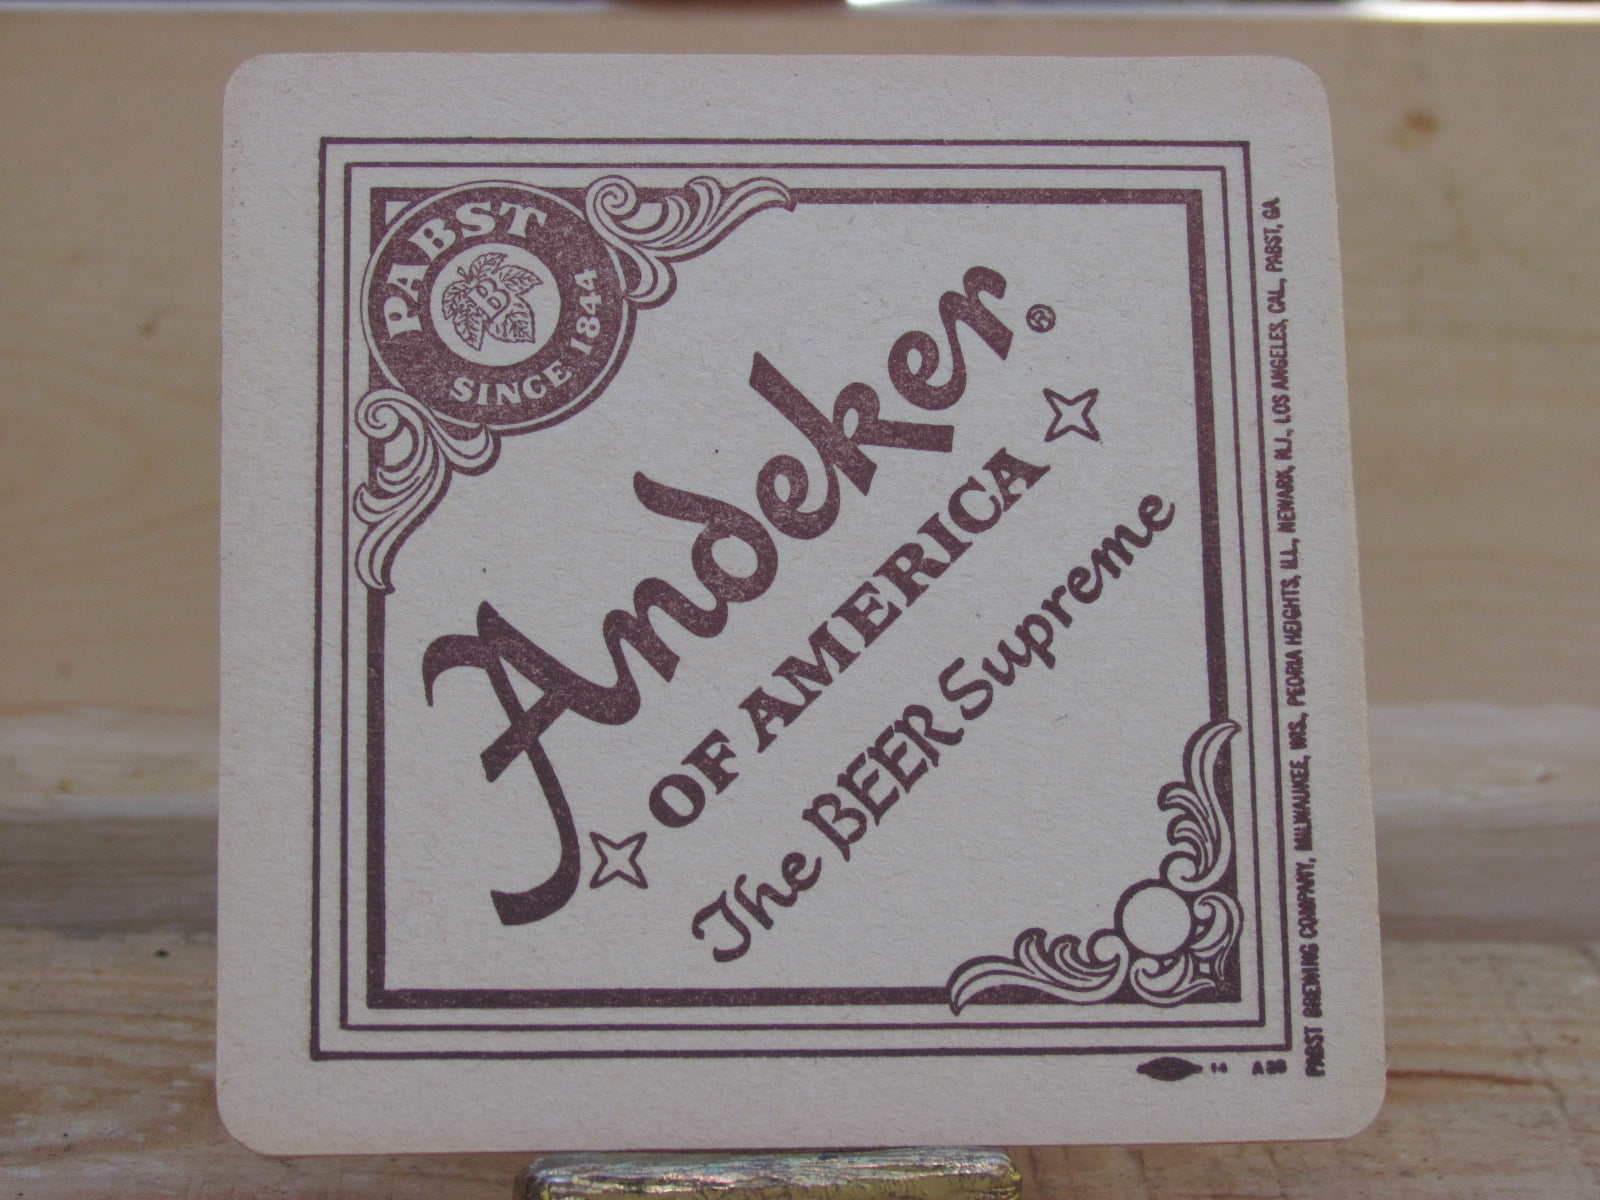 PABST
B
SINCE 1844
Andeker®
OF AMERICA
The BEER Supreme
PABST BREWING COMPANY, MILWAUKEE, WIS., PEORIA HEIGHTS, ILL., NEWARK, N.J., LOS ANGELES, CAL., PABST, GA
14